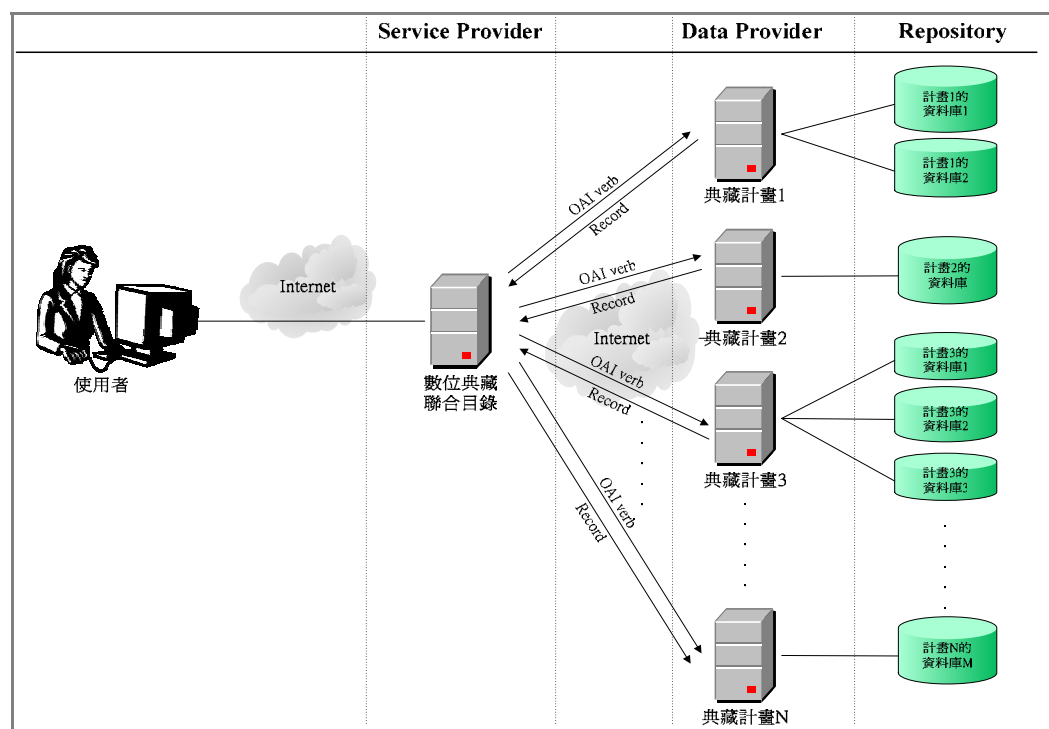 Service Provider
Data Provider
Repository
計畫1的
資料庫1
計畫1的
資料庫2
典藏計畫1
OAI verb
Record
計畫2的
資料庫
典藏計畫2
OAI verb
Record
Internet
Internet
使用者
數位典藏
聯合目錄
OAI verb
Record
計畫3的
資料庫1
計畫3的
資料庫2
計畫3的
資料庫3
典藏計畫3
OAI verb
Record
計畫N的
資料庫M
典藏計畫N